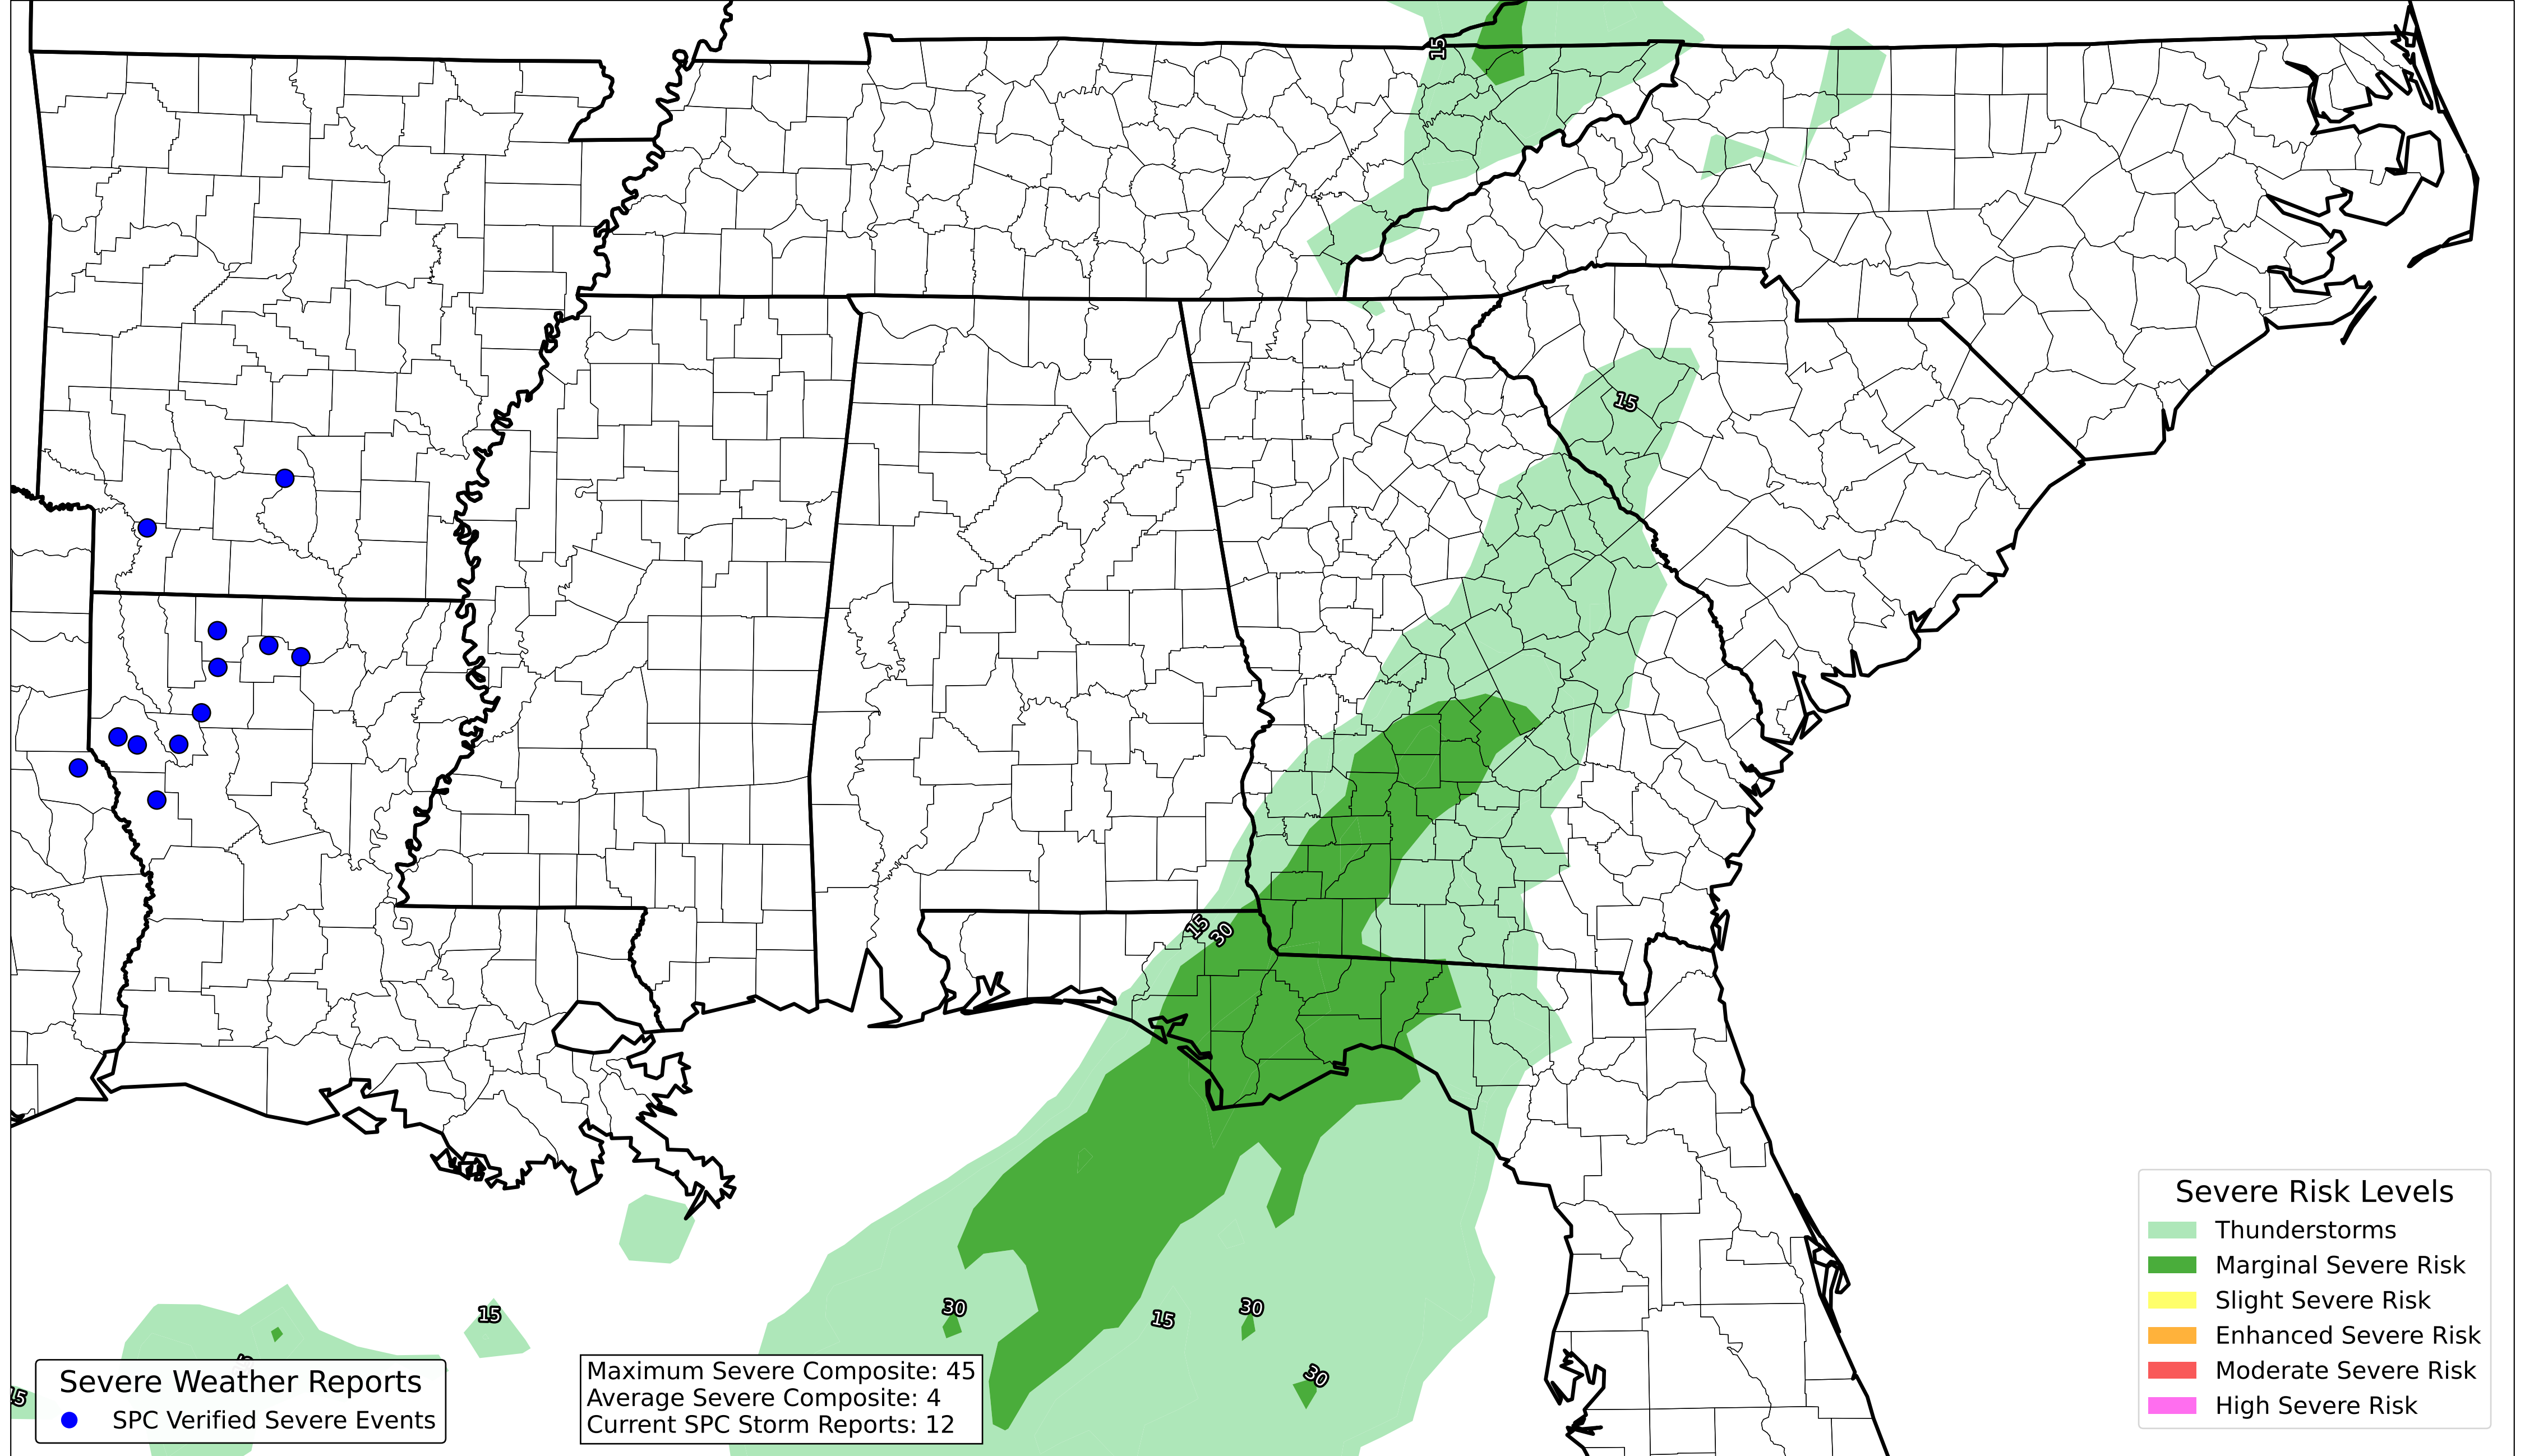 15
15
15
30
30
30
15
15
30
15
Severe Weather Reports
SPC Verified Severe Events
Maximum Severe Composite: 45
Average Severe Composite: 4
Current SPC Storm Reports: 12
Severe Risk Levels
Thunderstorms
Marginal Severe Risk
Slight Severe Risk
Enhanced Severe Risk
Moderate Severe Risk
High Severe Risk